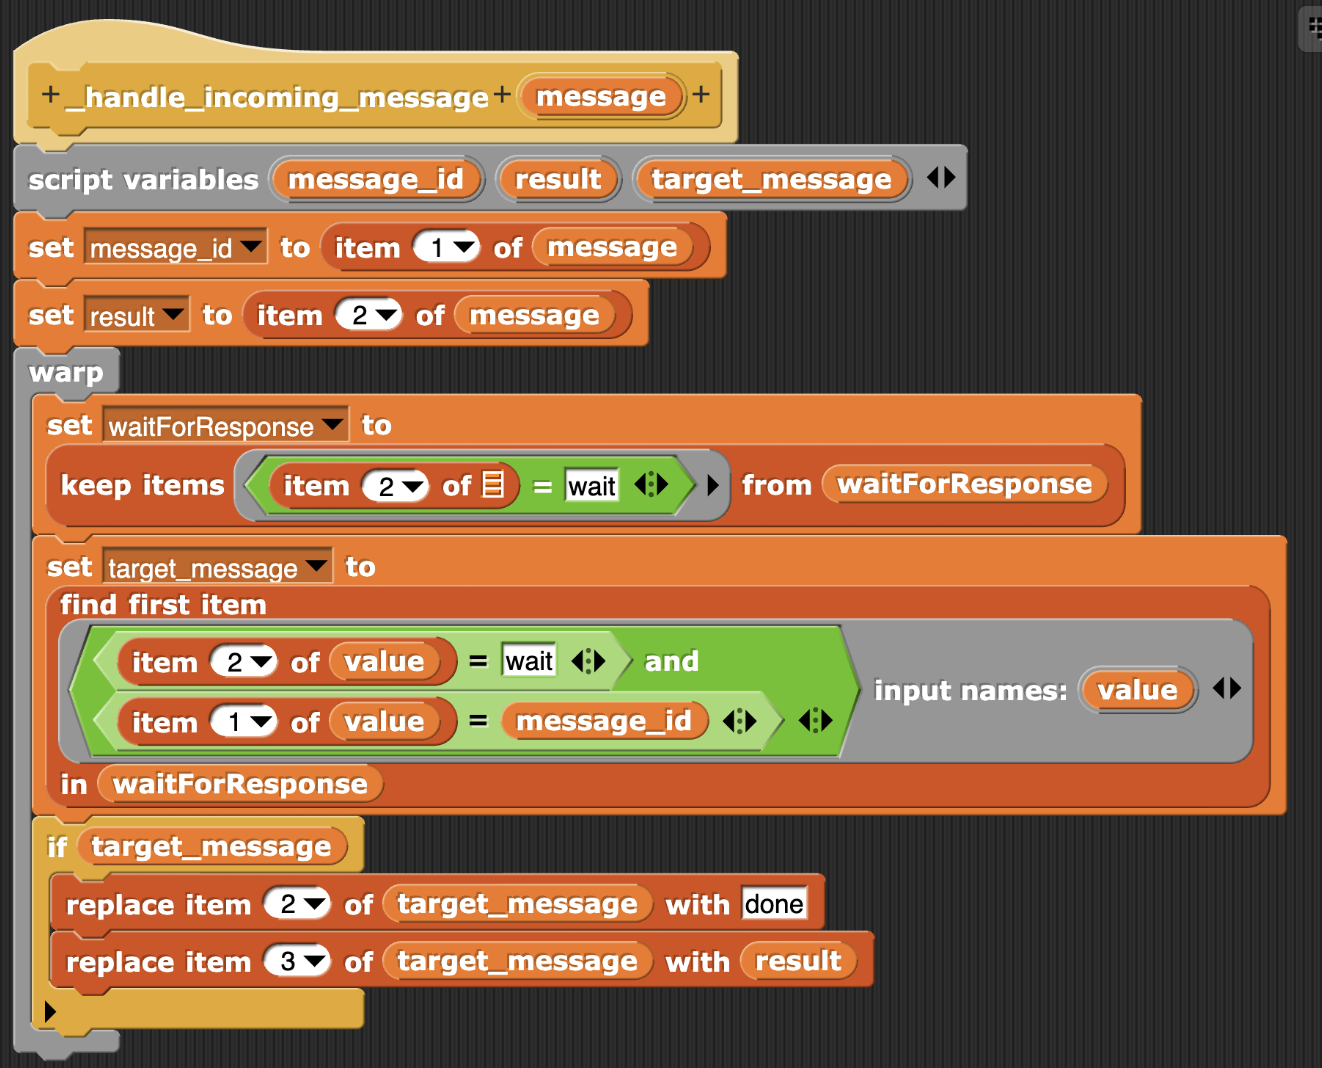 + _handle_incoming_message + message +
script variables message_id result target_message
set message_id to item 1 of message
set result to item 2 of message
warp
set waitForResponse to
keep items item 2 of = wait from waitForResponse
set target_message to
find first item
item 2 of value = wait and
input names: value
item 1 of value = message_id
in waitForResponse
if target_message
replace item 2 of target_message with done
replace item 3 of target_message with result